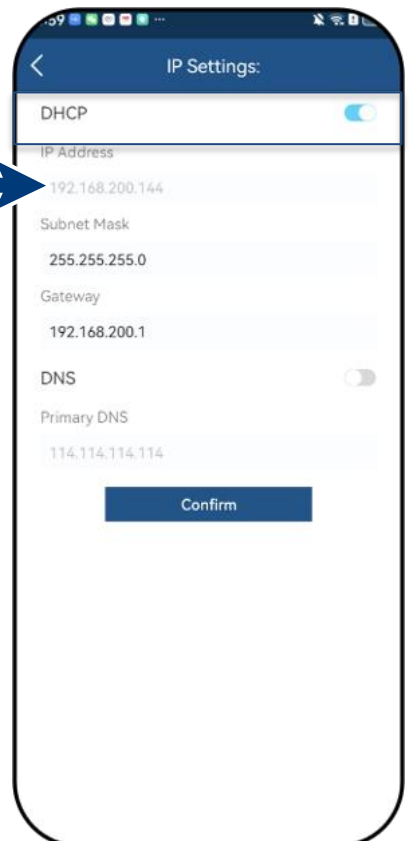 :59
IP Settings:
DHCP
IP Address
192.168.200.144
Subnet Mask
255.255.255.0
Gateway
192.168.200.1
DNS
Primary DNS
114.114.114.114
Confirm